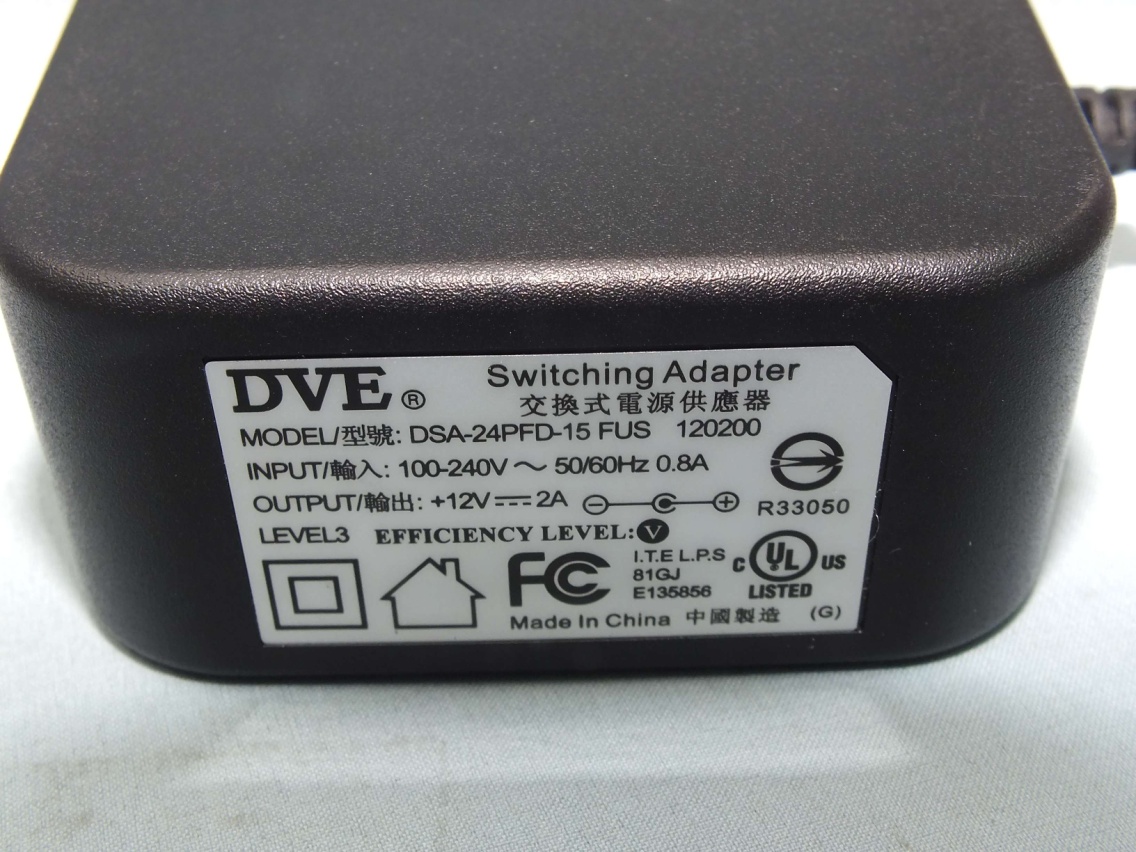 DVE®
Switching Adapter
交換式電源供應器
MODEL/型號: DSA-24PFD-15 FUS 120200
INPUT/輸入: 100-240V ～ 50/60Hz 0.8A
OUTPUT/輸出: +12V⎓2A
R33050
LEVEL3 EFFICIENCY LEVEL: V
FC
I.T.E L.P.S
81GJ
E135856
C UL US
LISTED
Made In China 中國製造 (G)